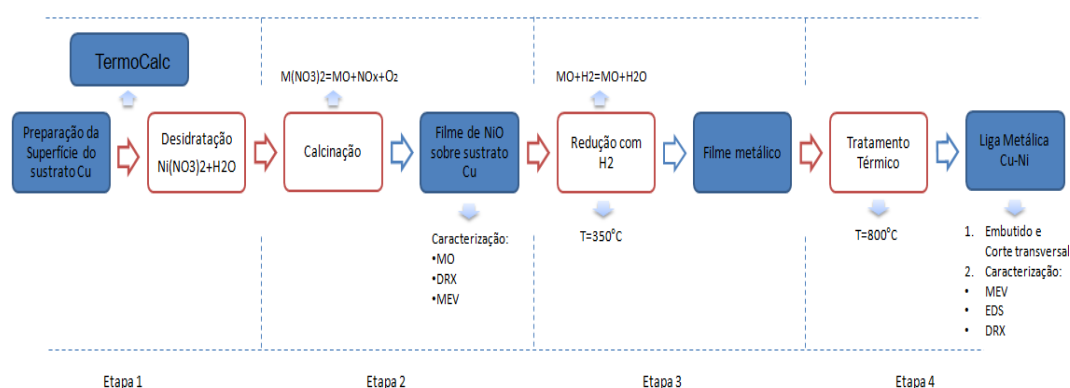 TermoCalc
M(NO3)2=MO+NOx+O₂
MO+H2=MO+H2O
Preparação da
Superfície do
sustrato Cu
Desidratação
Ni(NO3)2+H2O
Calcinação
Filme de NiO
sobre sustrato
Cu
Redução com
H2
Filme metálico
Tratamento
Térmico
Liga Metálica
Cu-Ni
Caracterização:
•MO
•DRX
•MEV
T=350⁰C
T=800⁰C
1. Embutido e
Corte transversal
2. Caracterização:
• MEV
• EDS
• DRX
Etapa 1
Etapa 2
Etapa 3
Etapa 4